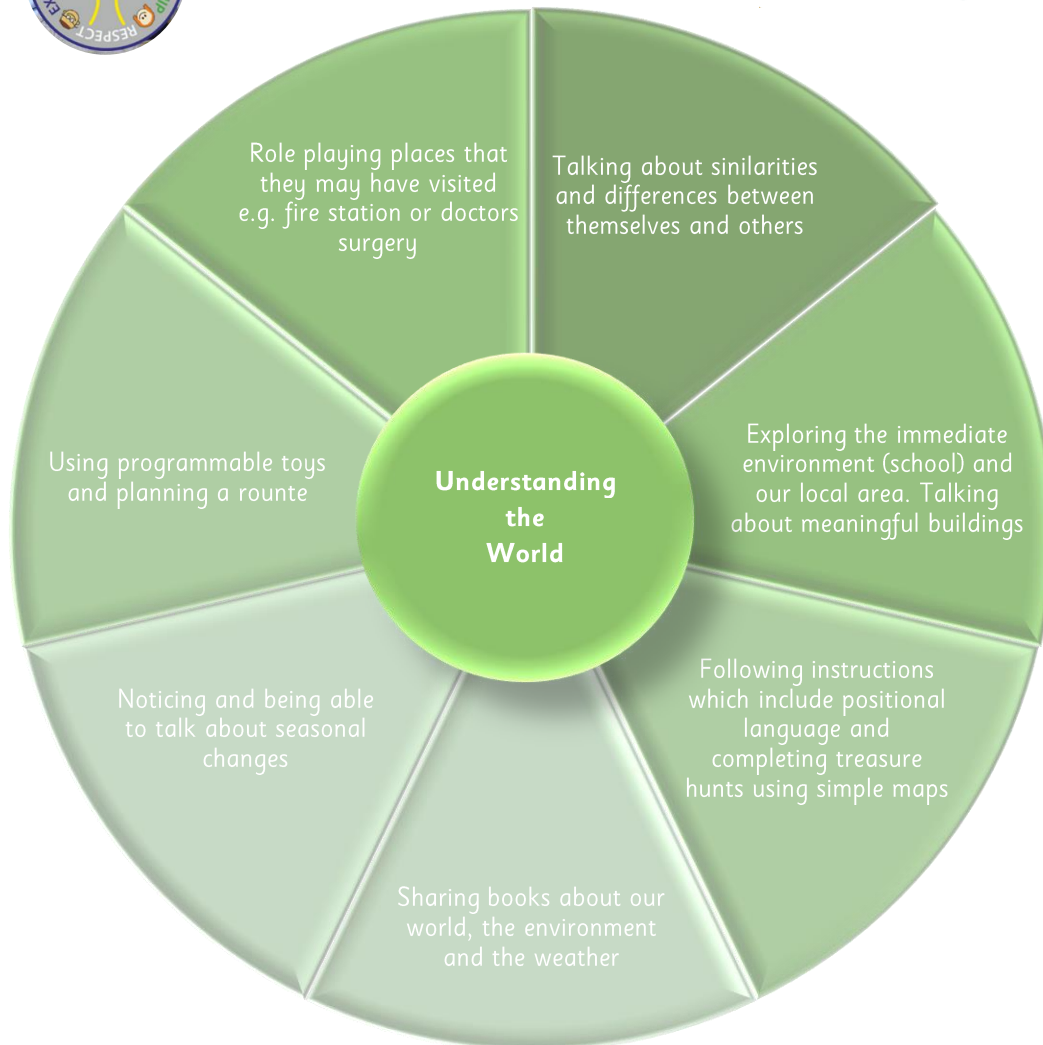 RESPECT
EX
IP
Role playing places that
they may have visited
e.g. fire station or doctors
surgery
Talking about sinilarities
and differences between
themselves and others
Exploring the immediate
environment (school) and
our local area. Talking
about meaningful buildings
Following instructions
which include positional
language and
completing treasure
hunts using simple maps
Sharing books about our
world, the environment
and the weather
Noticing and being able
to talk about seasonal
changes
Using programmable toys
and planning a rounte
Understanding
the
World